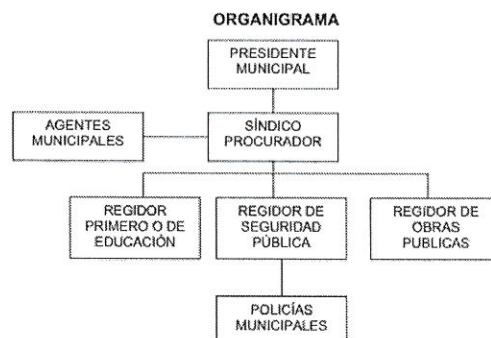 ORGANIGRAMA
PRESIDENTE
MUNICIPAL
AGENTES
MUNICIPALES
SÍNDICO
PROCURADOR
REGIDOR
PRIMERO O DE
EDUCACIÓN
REGIDOR DE
SEGURIDAD
PÚBLICA
REGIDOR DE
OBRAS
PUBLICAS
POLICÍAS
MUNICIPALES